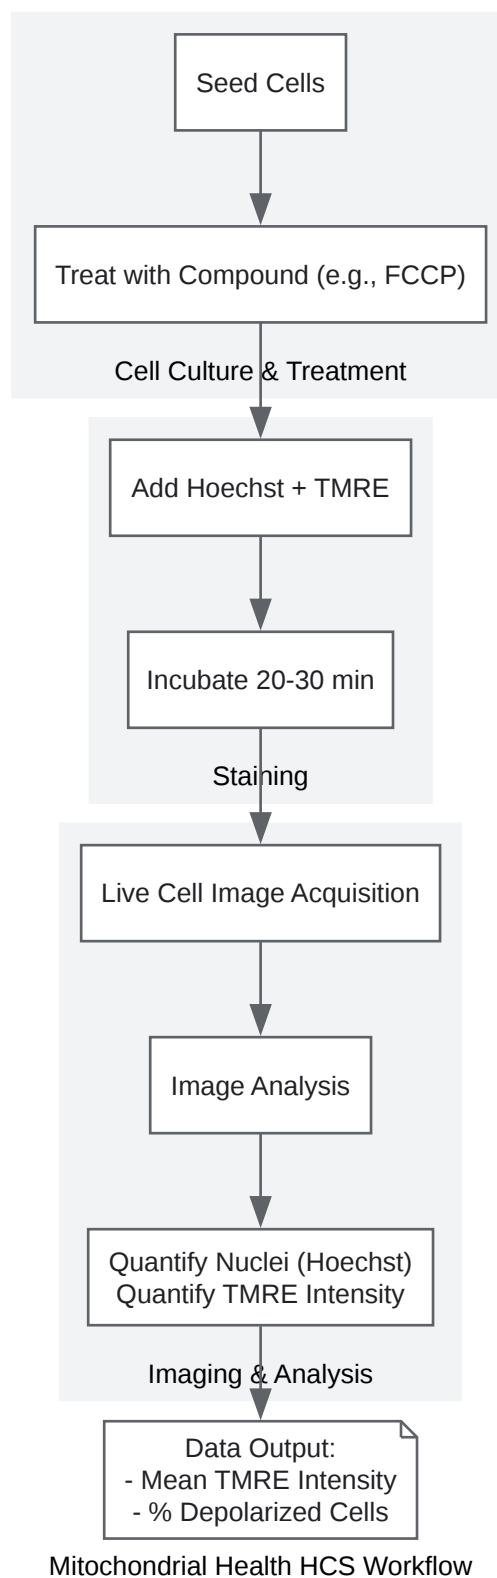 Seed Cells
Treat with Compound (e.g., FCCP)
Cell Culture & Treatment
Add Hoechst + TMRE
Incubate 20-30 min
Staining
Live Cell Image Acquisition
Image Analysis
Quantify Nuclei (Hoechst)
Quantify TMRE Intensity
Imaging & Analysis
Data Output:
- Mean TMRE Intensity
- % Depolarized Cells
Mitochondrial Health HCS Workflow